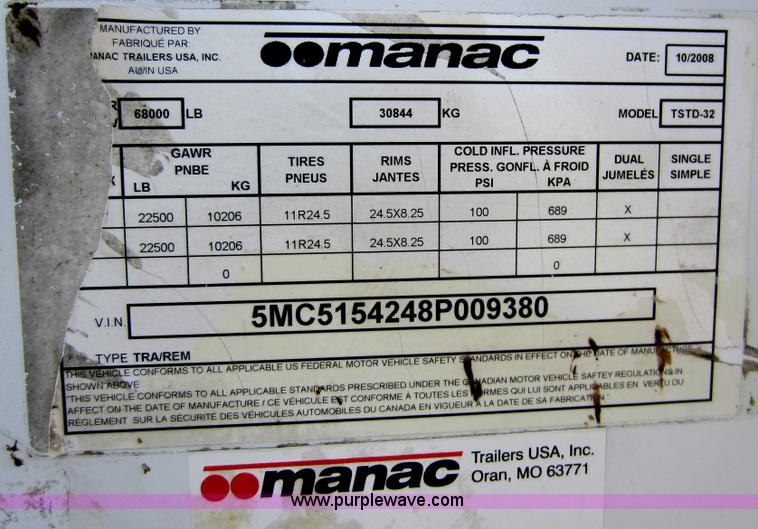 MANUFACTURED BY:
FABRIQUÉ PAR:
ANAC TRAILERS USA, INC.
USA
manac
DATE: 10/2008
68000 LB 30844 KG MODEL TSTD-32
GAWR
PNBE
LB KG
TIRES
PNEUS
RIMS
JANTES
COLD INFL. PRESSURE
PRESS. GONFL. À FROID
PSI KPA
DUAL
JUMELÉS
SINGLE
SIMPLE
22500 10206 11R24.5 24.5X8.25 100 689 X
22500 10206 11R24.5 24.5X8.25 100 689 X
0 0
V.I.N. 5MC5154248P009380
TYPE TRA/REM
THIS VEHICLE CONFORMS TO ALL APPLICABLE US FEDERAL MOTOR VEHICLE SAFETY STANDARDS IN EFFECT ON THE DATE OF MANUFACTURE
SHOWN ABOVE
"THIS VEHICLE CONFORMS TO ALL APPLICABLE STANDARDS PRESCRIBED UNDER THE CANADIAN MOTOR VEHICLE SAFTEY REGULATIONS IN
AFFECT ON THE DATE OF MANUFACTURE / CE VÉHICULE EST CONFORME À TOUTES LES NORMES QUI LUI SONT APPLICABLES EN VERTU DU
RÉGLEMENT SUR LA SECURITE DES VÉHICULES AUTOMOBILES DU CANADA EN VIGUEUR À LA DATE DE SA FABRICATION."
manac
Trailers USA, Inc.
Oran, MO 63771
www.purplewave.com